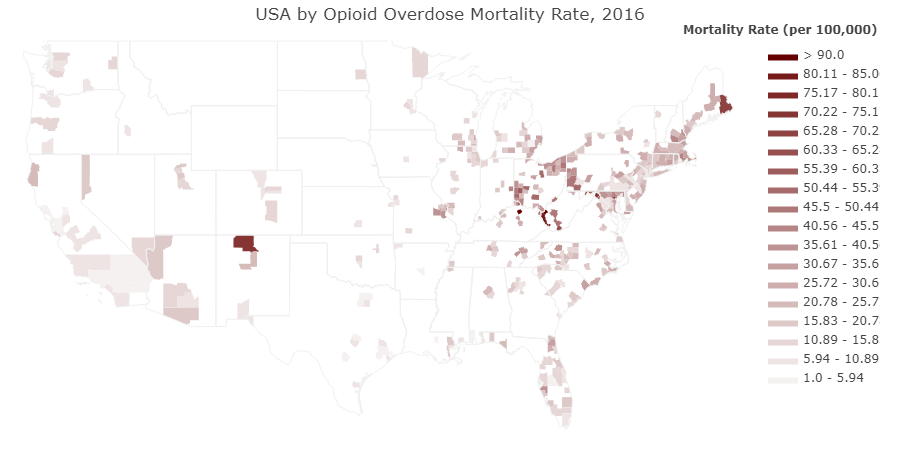 USA by Opioid Overdose Mortality Rate, 2016
Mortality Rate (per 100,000)
> 90.0
80.11 - 85.0
75.17 - 80.1
70.22 - 75.1
65.28 - 70.2
60.33 - 65.2
55.39 - 60.3
50.44 - 55.3
45.5 - 50.44
40.56 - 45.5
35.61 - 40.5
30.67 - 35.6
25.72 - 30.6
20.78 - 25.7
15.83 - 20.7
10.89 - 15.8
5.94 - 10.89
1.0 - 5.94